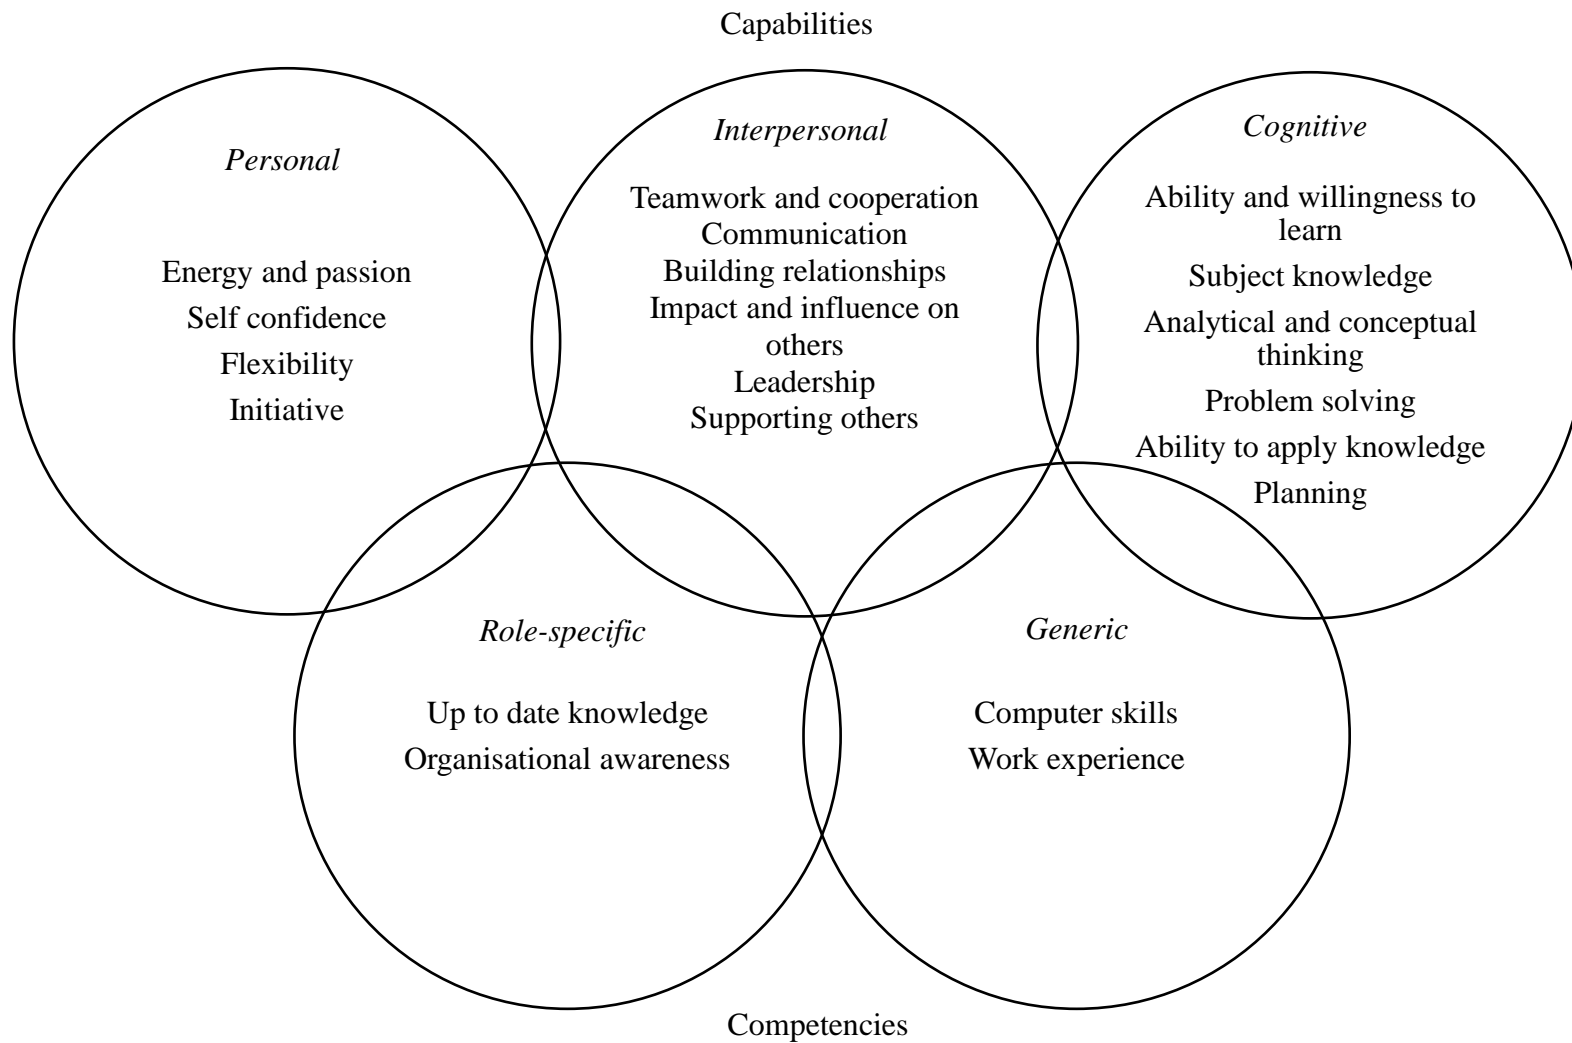 Capabilities
Personal
Energy and passion
Self confidence
Flexibility
Initiative
Interpersonal
Teamwork and cooperation
Communication
Building relationships
Impact and influence on
others
Leadership
Supporting others
Cognitive
Ability and willingness to
learn
Subject knowledge
Analytical and conceptual
thinking
Problem solving
Ability to apply knowledge
Planning
Role-specific
Up to date knowledge
Organisational awareness
Generic
Computer skills
Work experience
Competencies